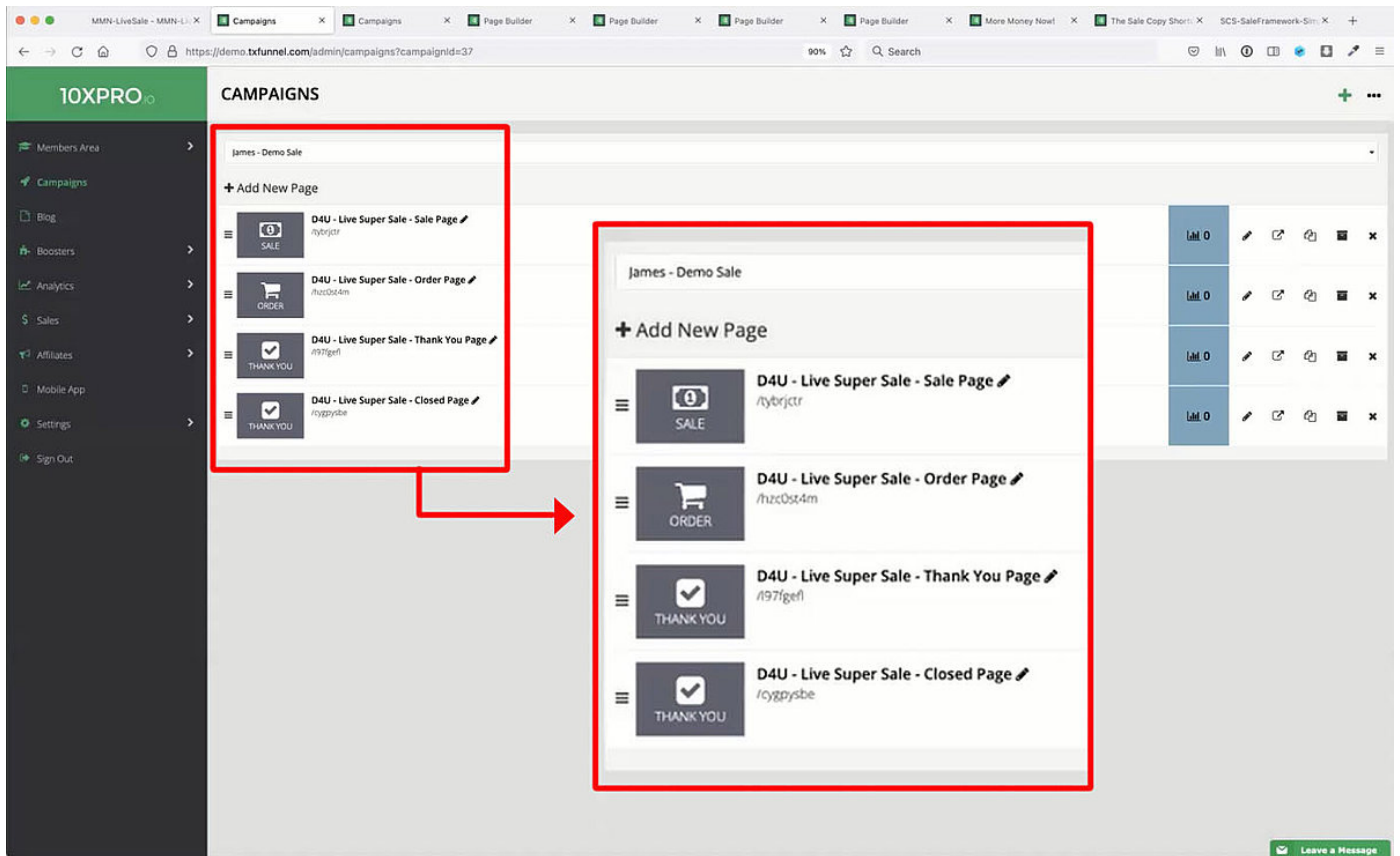 MMN-LiveSale - MMN-Li
Campaigns
Campaigns
Page Builder
Page Builder
Page Builder
Page Builder
More Money Now!
The Sale Copy Short
SCS-SaleFramework-Sim
https://demo.txfunnel.com/admin/campaigns?campaignId=37
90%
Search
10XPRO.IO
CAMPAIGNS
Members Area
Campaigns
Blog
Boosters
Analytics
Sales
Affiliates
Mobile App
Settings
Sign Out
James - Demo Sale
Add New Page
SALE
D4U - Live Super Sale - Sale Page
/tybrjctr
0
ORDER
D4U - Live Super Sale - Order Page
/hzc0st4m
0
THANK YOU
D4U - Live Super Sale - Thank You Page
/l97fgefl
0
THANK YOU
D4U - Live Super Sale - Closed Page
/cygpysbe
0
James - Demo Sale
Add New Page
SALE
D4U - Live Super Sale - Sale Page
/tybrjctr
ORDER
D4U - Live Super Sale - Order Page
/hzc0st4m
THANK YOU
D4U - Live Super Sale - Thank You Page
/l97fgefl
THANK YOU
D4U - Live Super Sale - Closed Page
/cygpysbe
Leave a Message